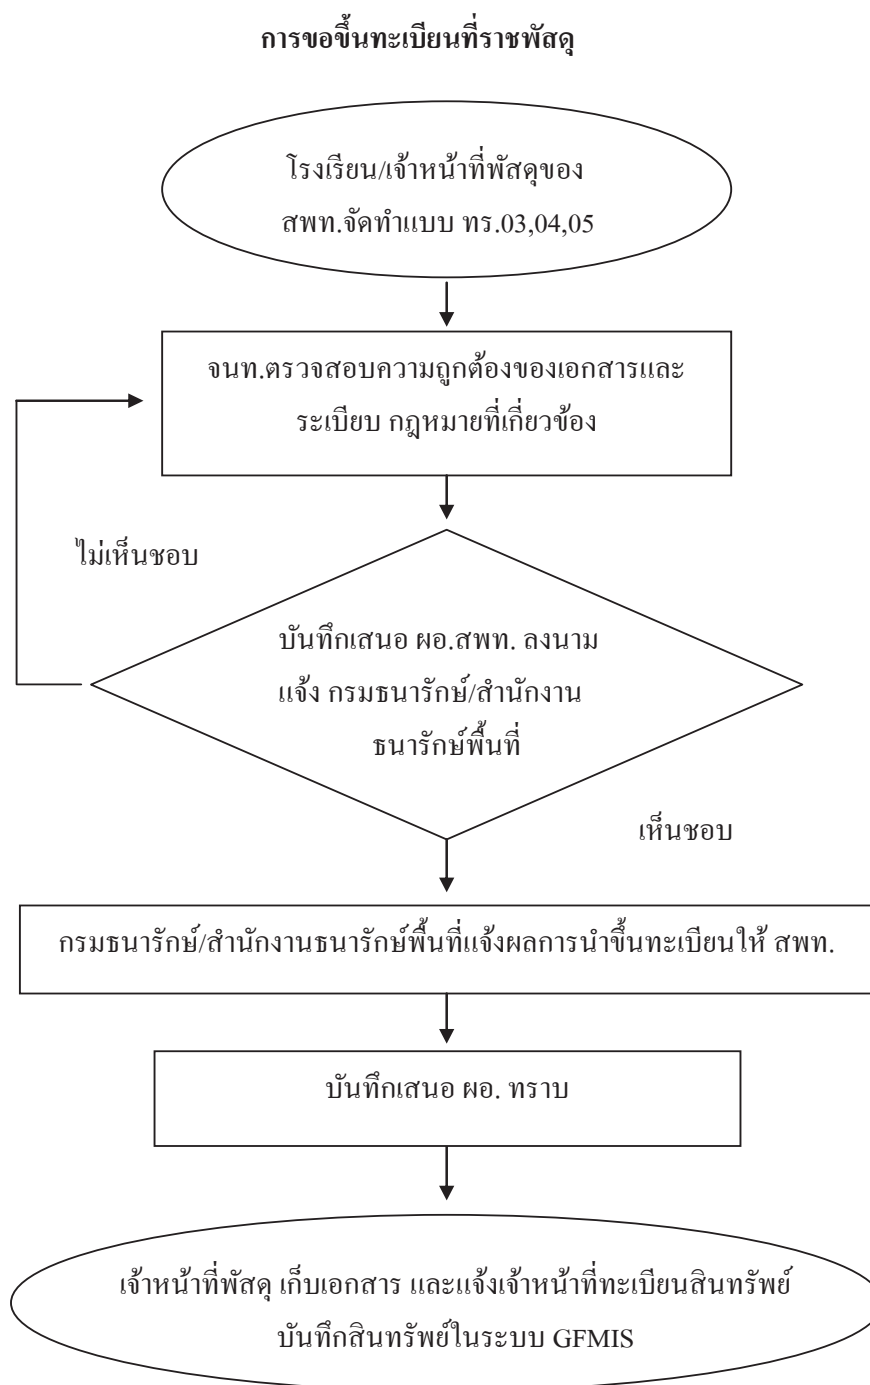 การขอขึ้นทะเบียนที่ราชพัสดุ
โรงเรียน/เจ้าหน้าที่พัสดุของ
สพท.จัดทำแบบ ทร.03,04,05
จนท.ตรวจสอบความถูกต้องของเอกสารและ
ระเบียบ กฎหมายที่เกี่ยวข้อง
ไม่เห็นชอบ
บันทึกเสนอ ผอ.สพท. ลงนาม
แจ้ง กรมธนารักษ์/สำนักงาน
ธนารักษ์พื้นที่
เห็นชอบ
กรมธนารักษ์/สำนักงานธนารักษ์พื้นที่แจ้งผลการนำขึ้นทะเบียนให้ สพท.
บันทึกเสนอ ผอ. ทราบ
เจ้าหน้าที่พัสดุ เก็บเอกสาร และแจ้งเจ้าหน้าที่ทะเบียนสินทรัพย์
บันทึกสินทรัพย์ในระบบ GFMIS